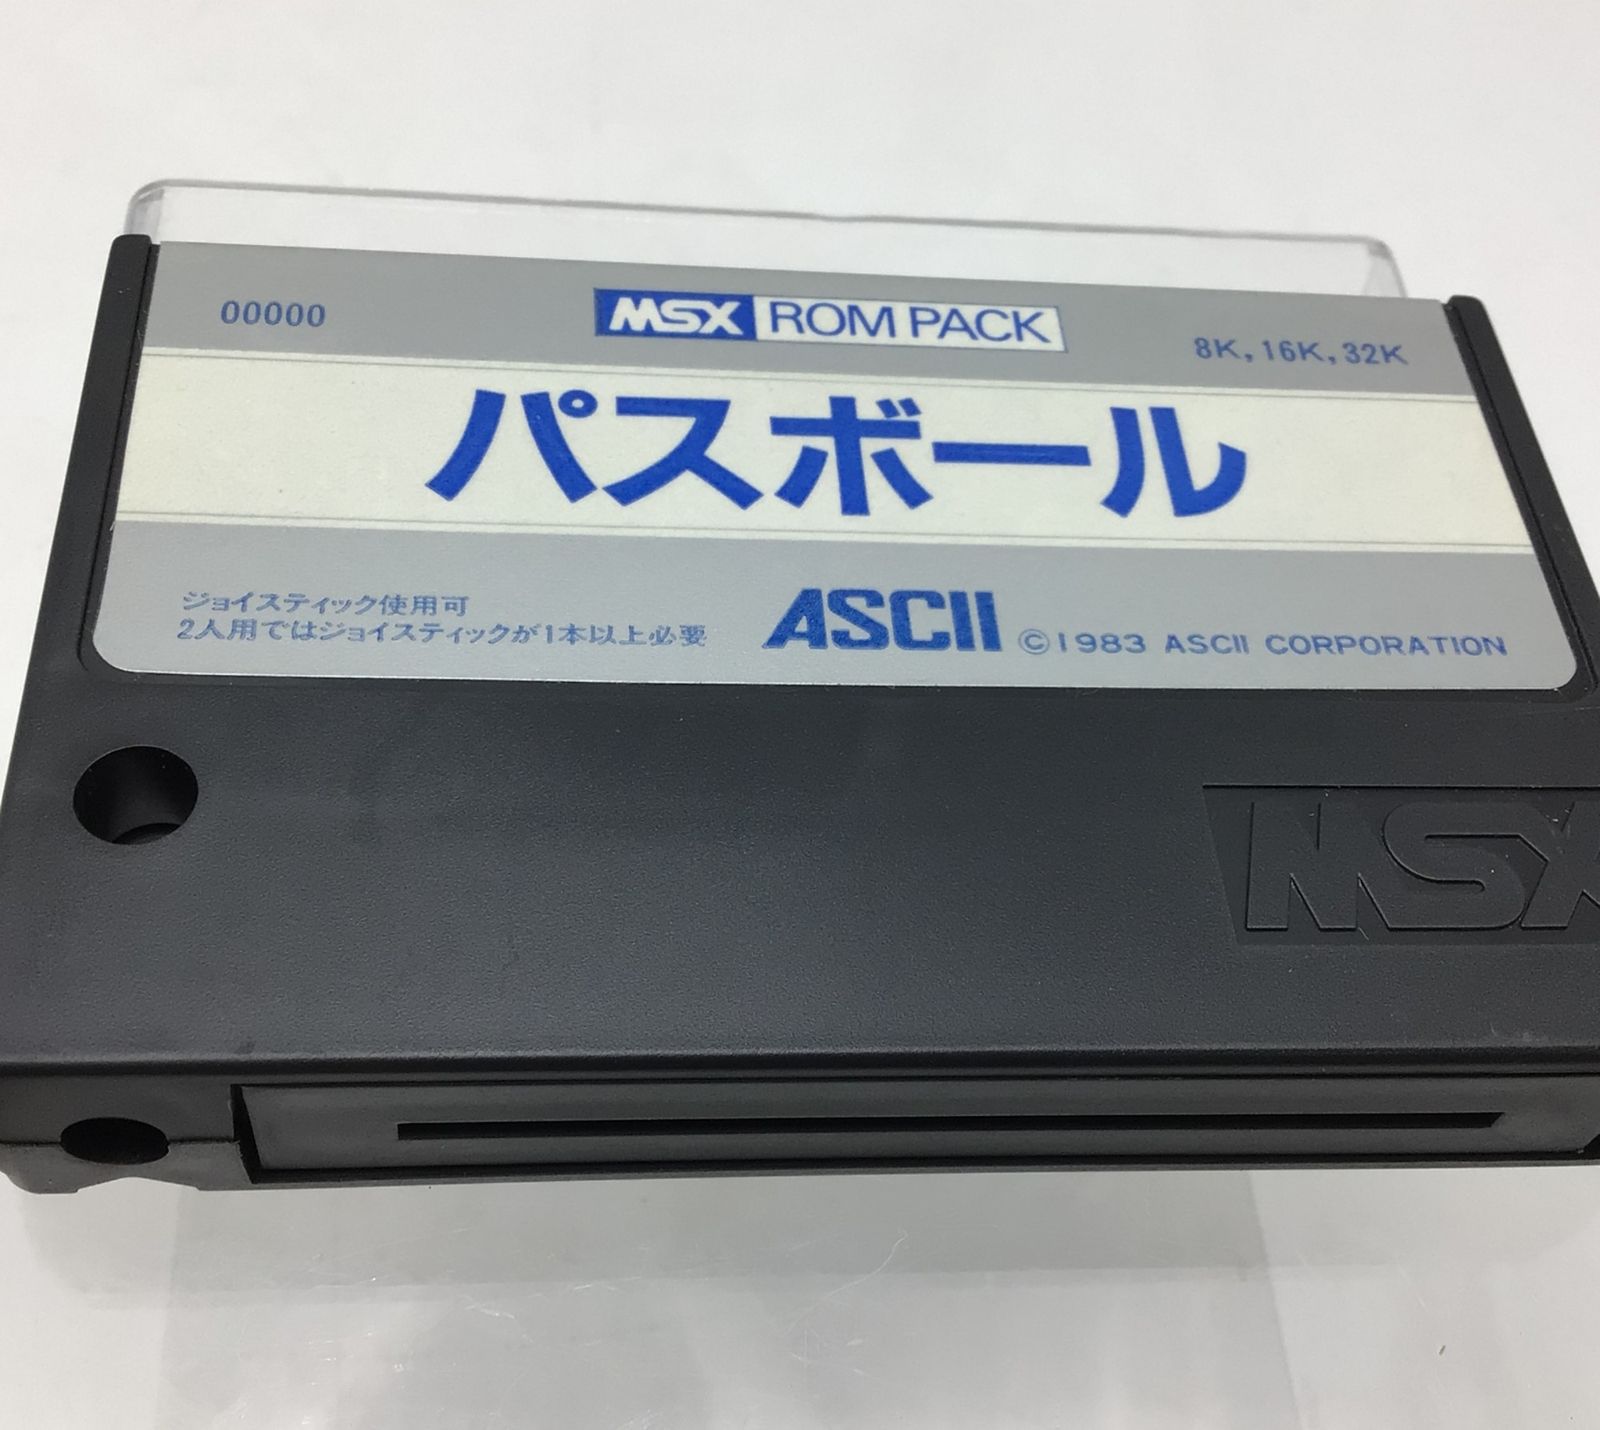 00000
MSX ROM PACK
8K,16K,32K
パスボール
ジョイスティック使用可
2人用ではジョイスティックが1本以上必要
ASCII ©1983 ASCII CORPORATION
MSX